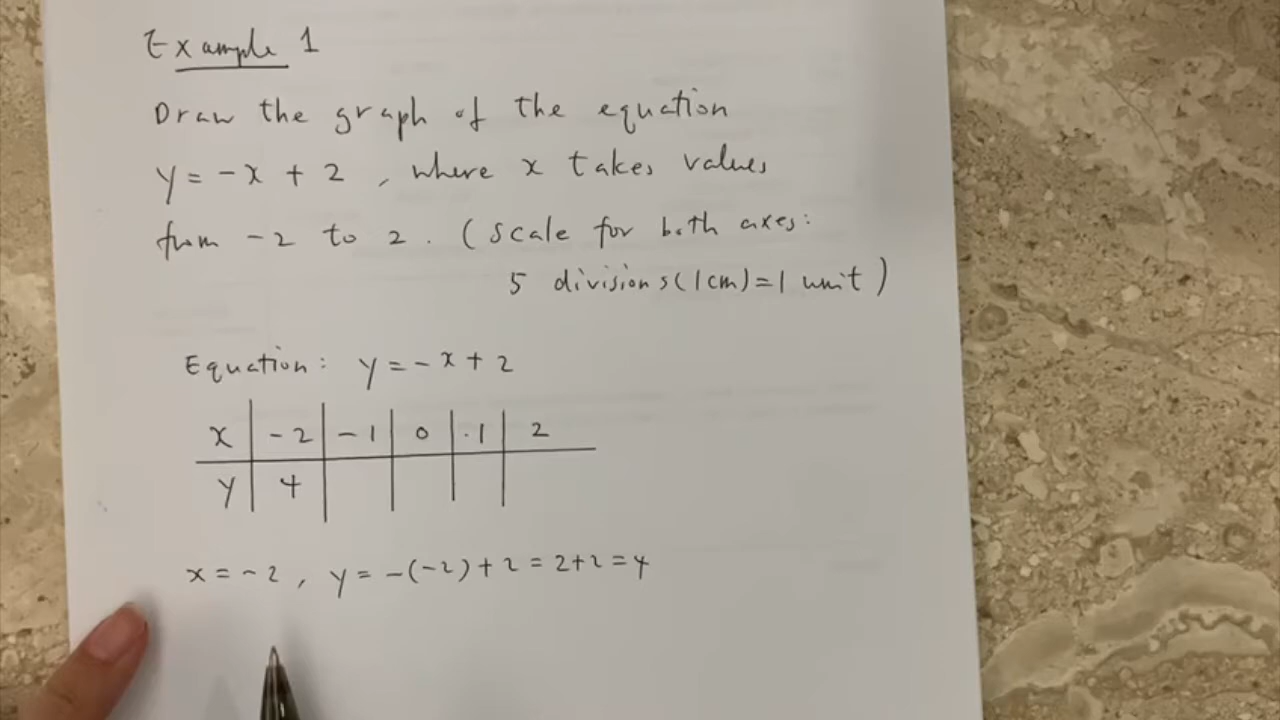 Example 1
Draw the graph of the equation
y = -x + 2 , where x takes values
from -2 to 2. (scale for both axes:
5 divisions (1cm) = 1 unit)
Equation: y = -x + 2
x -2 -1 0 1 2
y 4
x = -2 , y = -(-2) + 2 = 2+2 = 4